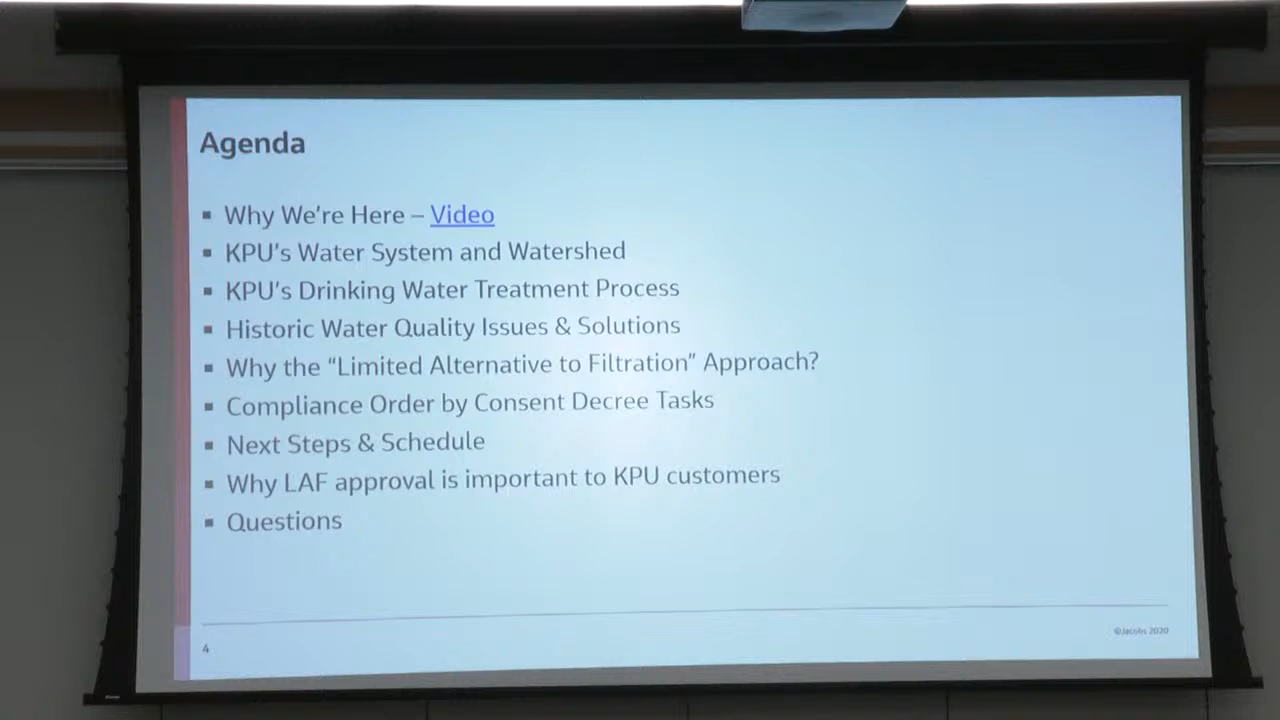 Agenda
▪ Why We're Here – Video
▪ KPU's Water System and Watershed
▪ KPU's Drinking Water Treatment Process
▪ Historic Water Quality Issues & Solutions
▪ Why the “Limited Alternative to Filtration” Approach?
▪ Compliance Order by Consent Decree Tasks
▪ Next Steps & Schedule
▪ Why LAF approval is important to KPU customers
▪ Questions
4
©Jacobs 2020